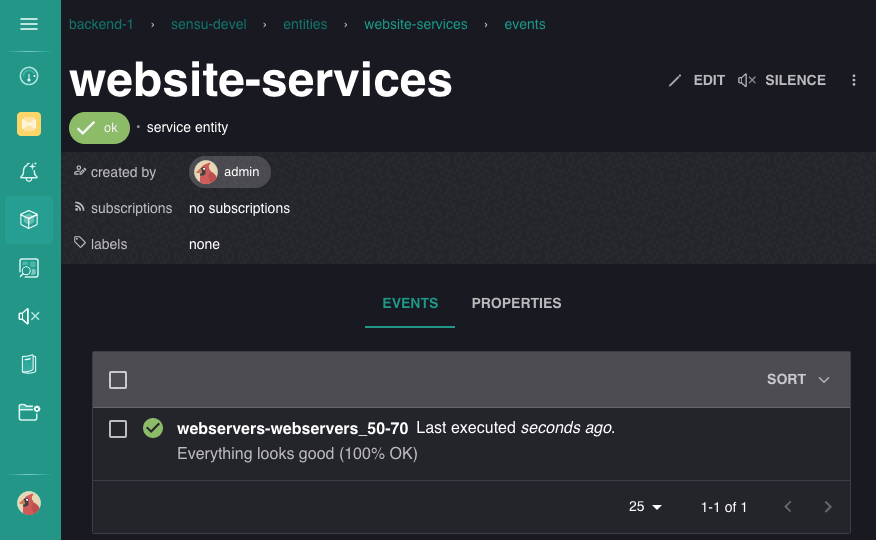 backend-1 › sensu-devel › entities › website-services › events
website-services
EDIT SILENCE
ok · service entity
created by admin
subscriptions no subscriptions
labels none
EVENTS PROPERTIES
SORT
webservers-webservers_50-70 Last executed seconds ago.
Everything looks good (100% OK)
25 1-1 of 1